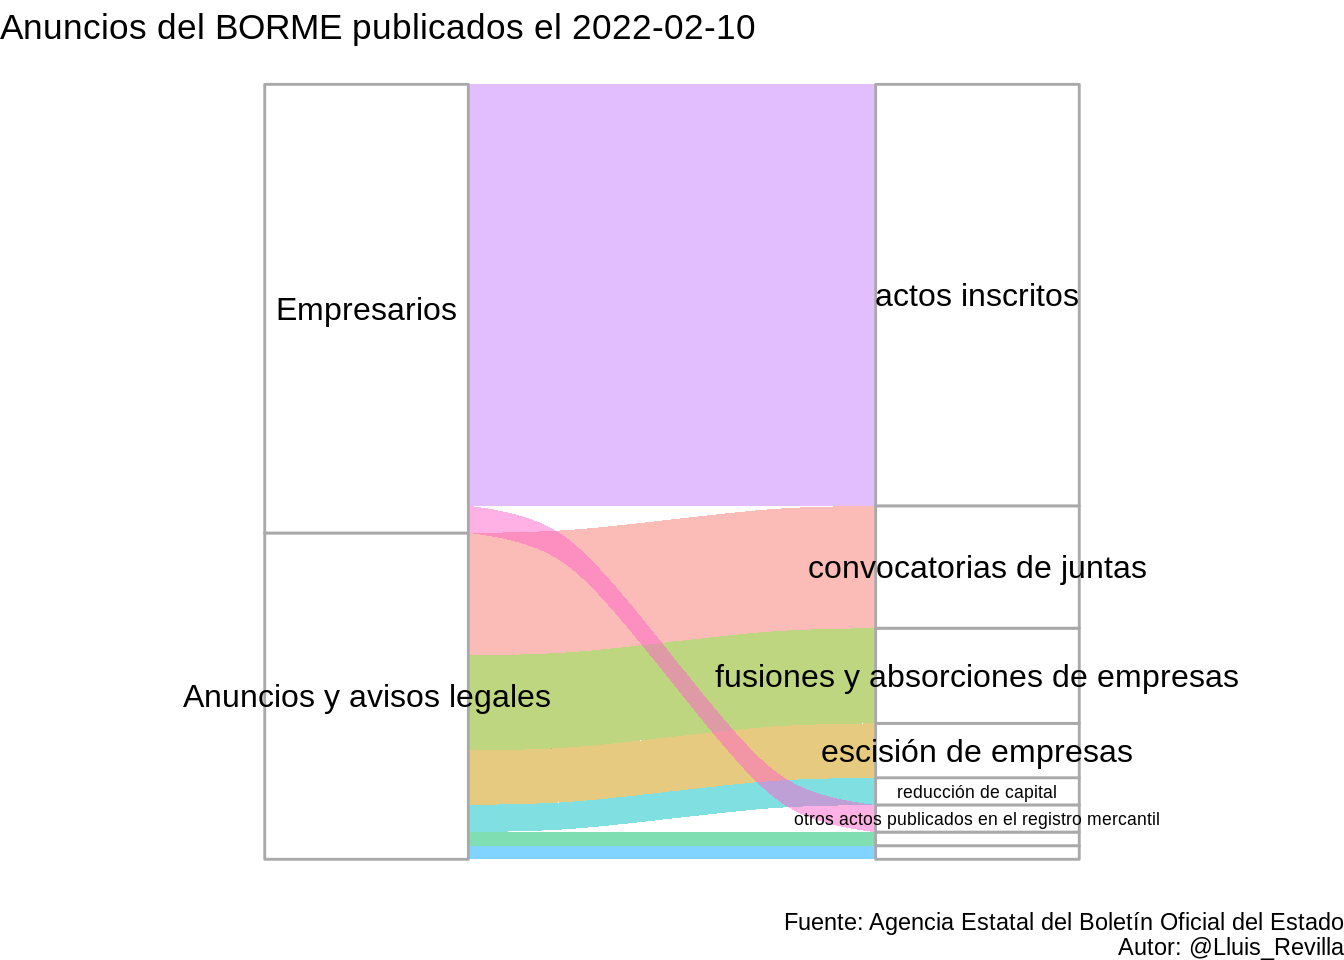 Anuncios del BORME publicados el 2022-02-10
Empresarios
actos inscritos
convocatorias de juntas
fusiones y absorciones de empresas
Anuncios y avisos legales
escisión de empresas
reducción de capital
otros actos publicados en el registro mercantil
Fuente: Agencia Estatal del Boletín Oficial del Estado
Autor: @Lluis_Revilla